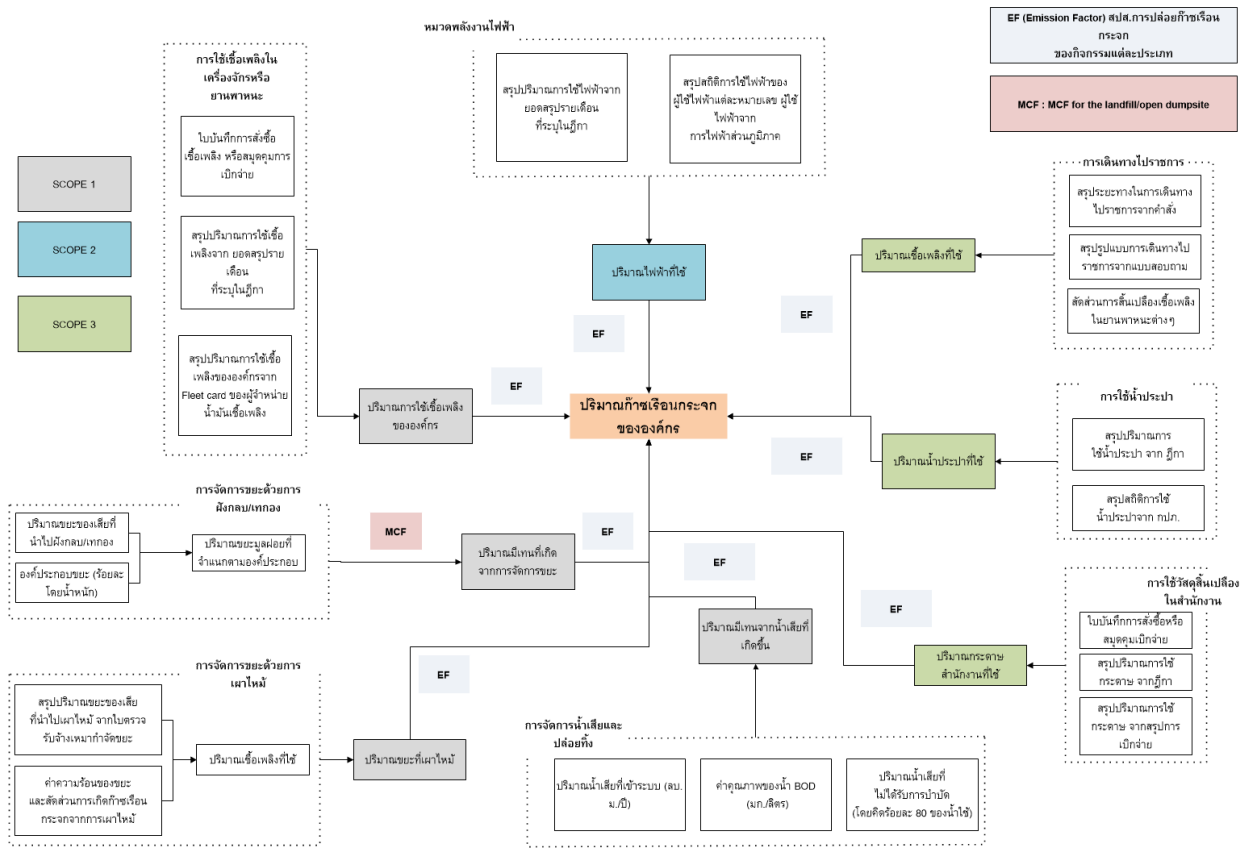 หมวดพลังงานไฟฟ้า
EF (Emission Factor) สปส.การปล่อยก๊าซเรือน
กระจก
ของกิจกรรมแต่ละประเภท
MCF : MCF for the landfill/open dumpsite
การใช้เชื้อเพลิงใน
เครื่องจักรหรือ
ยานพาหนะ
ใบบันทึกการสั่งซื้อ
เชื้อเพลิง หรือสมุดคุมการ
เบิกจ่าย
สรุปปริมาณการใช้เชื้อ
เพลิงจาก ยอดสรุปราย
เดือน
ที่ระบุในฎีกา
สรุปปริมาณการใช้เชื้อ
เพลิงขององค์กรจาก
Fleet card ของผู้จำหน่าย
น้ำมันเชื้อเพลิง
สรุปปริมาณการใช้ไฟฟ้าจาก
ยอดสรุปรายเดือน
ที่ระบุในฎีกา
สรุปสถิติการใช้ไฟฟ้าของ
ผู้ใช้ไฟฟ้าแต่ละหมายเลข ผู้ใช้
ไฟฟ้าจาก
การไฟฟ้าส่วนภูมิภาค
SCOPE 1
SCOPE 2
SCOPE 3
การเดินทางไปราชการ
สรุประยะทางในการเดินทาง
ไปราชการจากคำสั่ง
สรุปรูปแบบการเดินทางไป
ราชการจากแบบสอบถาม
สัดส่วนการสิ้นเปลืองเชื้อเพลิง
ในยานพาหนะต่างๆ
ปริมาณไฟฟ้าที่ใช้
ปริมาณเชื้อเพลิงที่ใช้
EF
EF
EF
ปริมาณการใช้เชื้อเพลิง
ขององค์กร
ปริมาณก๊าซเรือนกระจก
ขององค์กร
การใช้น้ำประปา
สรุปปริมาณการ
ใช้น้ำประปา จาก ฎีกา
สรุปสถิติการใช้
น้ำประปาจาก กปภ.
EF
ปริมาณน้ำประปาที่ใช้
การจัดการขยะด้วยการ
ฝังกลบ/เทกอง
ปริมาณขยะของเสียที่
นำไปฝังกลบ/เทกอง
องค์ประกอบขยะ (ร้อยละ
โดยน้ำหนัก)
ปริมาณขยะมูลฝอยที่
จำแนกตามองค์ประกอบ
MCF
ปริมาณมีเทนที่เกิด
จากการจัดการขยะ
EF
EF
EF
ปริมาณมีเทนจากน้ำเสียที่
เกิดขึ้น
การใช้วัสดุสิ้นเปลือง
ในสำนักงาน
ใบบันทึกการสั่งซื้อหรือ
สมุดคุมเบิกจ่าย
สรุปปริมาณการใช้
กระดาษ จากฎีกา
สรุปปริมาณการใช้
กระดาษ จากสรุปการ
เบิกจ่าย
ปริมาณกระดาษ
สำนักงานที่ใช้
การจัดการขยะด้วยการ
เผาไหม้
สรุปปริมาณขยะของเสีย
ที่นำไปเผาไหม้ จากใบตรวจ
รับจ้างเหมากำจัดขยะ
ค่าความร้อนของขยะ
และสัดส่วนการเกิดก๊าซเรือน
กระจกจากการเผาไหม้
ปริมาณเชื้อเพลิงที่ใช้
ปริมาณขยะที่เผาไหม้
EF
การจัดการน้ำเสียและ
ปล่อยทิ้ง
ปริมาณน้ำเสียที่เข้าระบบ (ลบ.
ม./ปี)
ค่าคุณภาพของน้ำ BOD
(มก./ลิตร)
ปริมาณน้ำเสียที่
ไม่ได้รับการบำบัด
(โดยคิดร้อยละ 80 ของน้ำใช้)